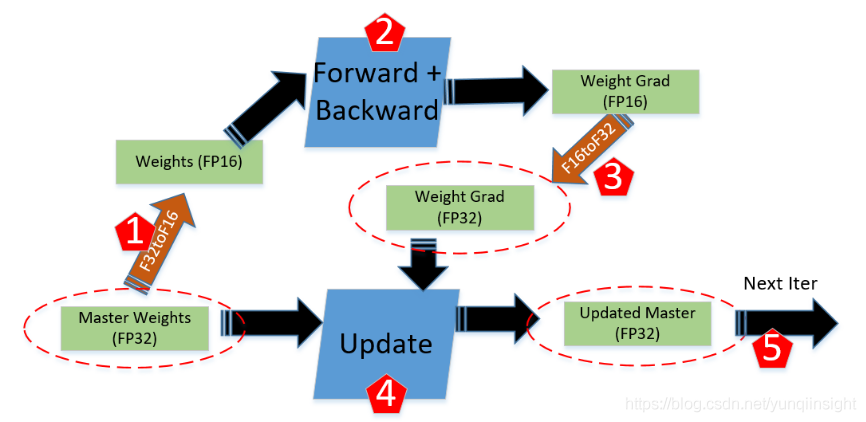 2
Forward +
Backward
Weight Grad
(FP16)
Weights (FP16)
F16toF32
3
1
F32toF16
Weight Grad
(FP32)
Master Weights
(FP32)
Update
4
Updated Master
(FP32)
Next Iter
5
https://blog.csdn.net/yunqiinsight